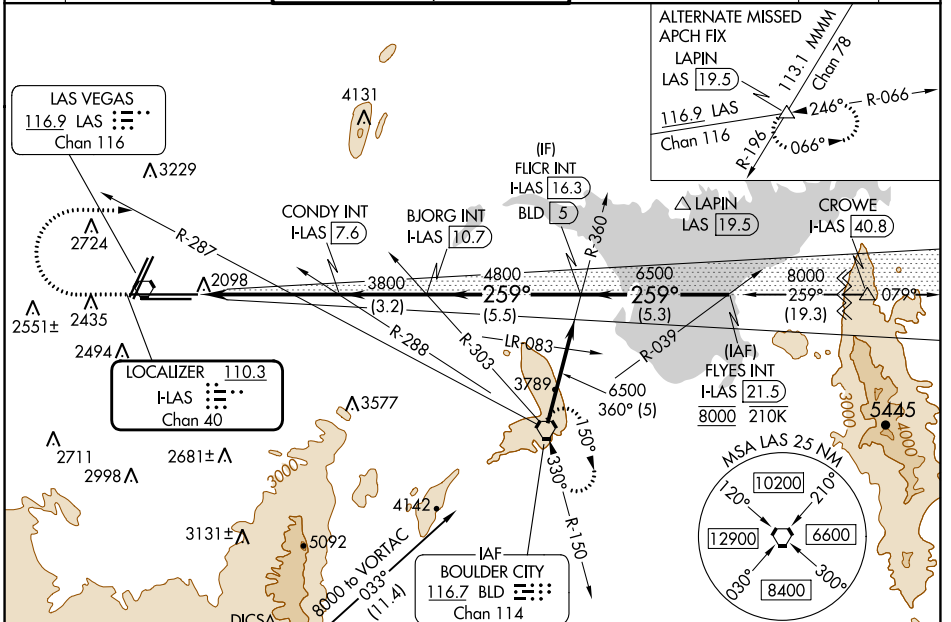 ALTERNATE MISSED
APCH FIX
LAPIN
LAS 19.5
113.1 MMM
Chan 78
116.9 LAS
Chan 116
246°
R-066
066°
R-196
LAS VEGAS
116.9 LAS
Chan 116
4131
3229
2724
R-287
CONDY INT
I-LAS 7.6
BJORG INT
I-LAS 10.7
(IF)
FLICR INT
I-LAS 16.3
BLD 5
R-360
LAPIN
LAS 19.5
CROWE
I-LAS 40.8
2098
3800
4800
6500
8000
259°
259°
259°
079°
(3.2)
(5.5)
(5.3)
(19.3)
2551±
2435
2494
R-288
R-303
LR-083
R-039
(IAF)
FLYES INT
I-LAS 21.5
8000 210K
LOCALIZER 110.3
I-LAS
Chan 40
3789
6500
360° (5)
3577
2711
2998
2681±
3000
3131±
5092
4142
150°
330°
R-150
3000
4000
5445
8000 to VORTAC
033°
(11.4)
DICSA
IAF
BOULDER CITY
116.7 BLD
Chan 114
MSA LAS 25 NM
120°
10200
210°
12900
6600
030°
8400
300°